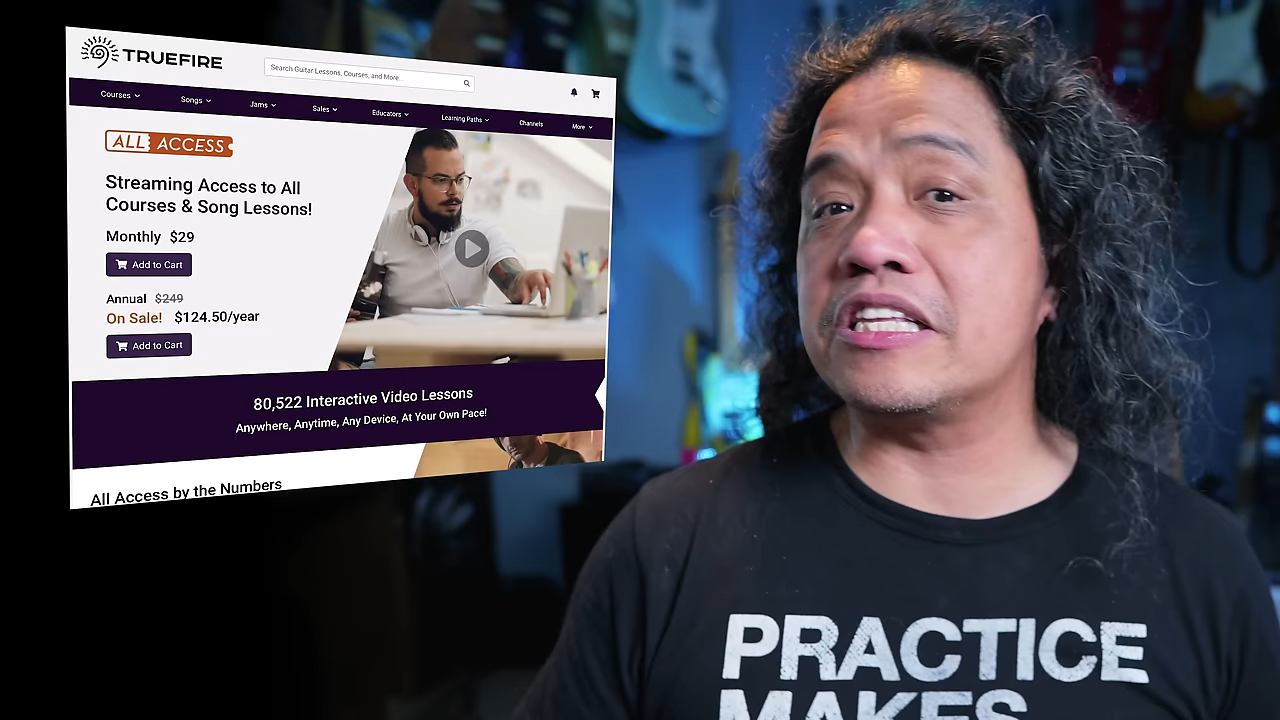 TRUEFIRE
Search Guitar Lessons, Courses, and More...
Courses Songs Jams Sales Educators Learning Paths Channels More
ALL ACCESS
Streaming Access to All
Courses & Song Lessons!
Monthly $29
Add to Cart
Annual $249
On Sale! $124.50/year
Add to Cart
80,522 Interactive Video Lessons
Anywhere, Anytime, Any Device, At Your Own Pace!
All Access by the Numbers
PRACTICE
MAKES